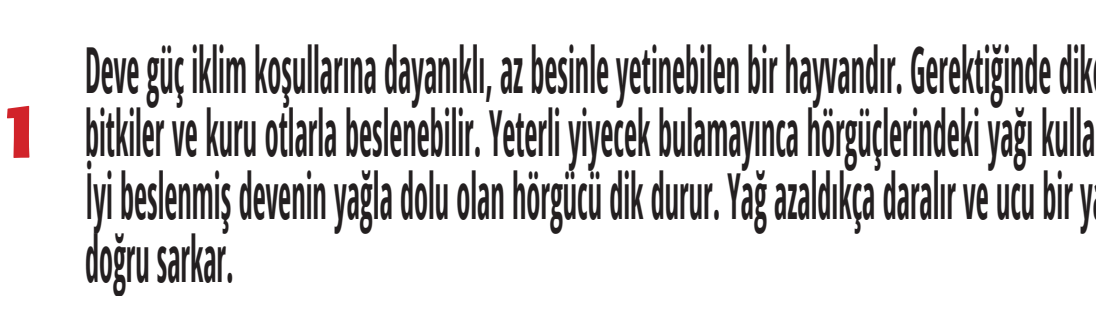 1
Deve güç iklim koşullarına dayanıklı, az besinle yetinebilen bir hayvandır. Gerektiğinde
bitkiler ve kuru otlarla beslenebilir. Yeterli yiyecek bulamayınca hörgüçlerindeki yağı
İyi beslenmiş devenin yağla dolu olan hörgücü dik durur. Yağ azaldıkça daralır ve ucu bir
doğru sarkar.